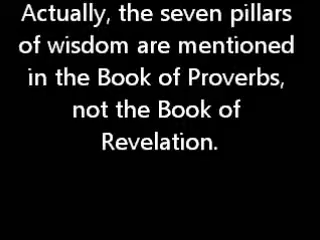 Actually, the seven pillars
of wisdom are mentioned
in the Book of Proverbs,
not the Book of
Revelation.